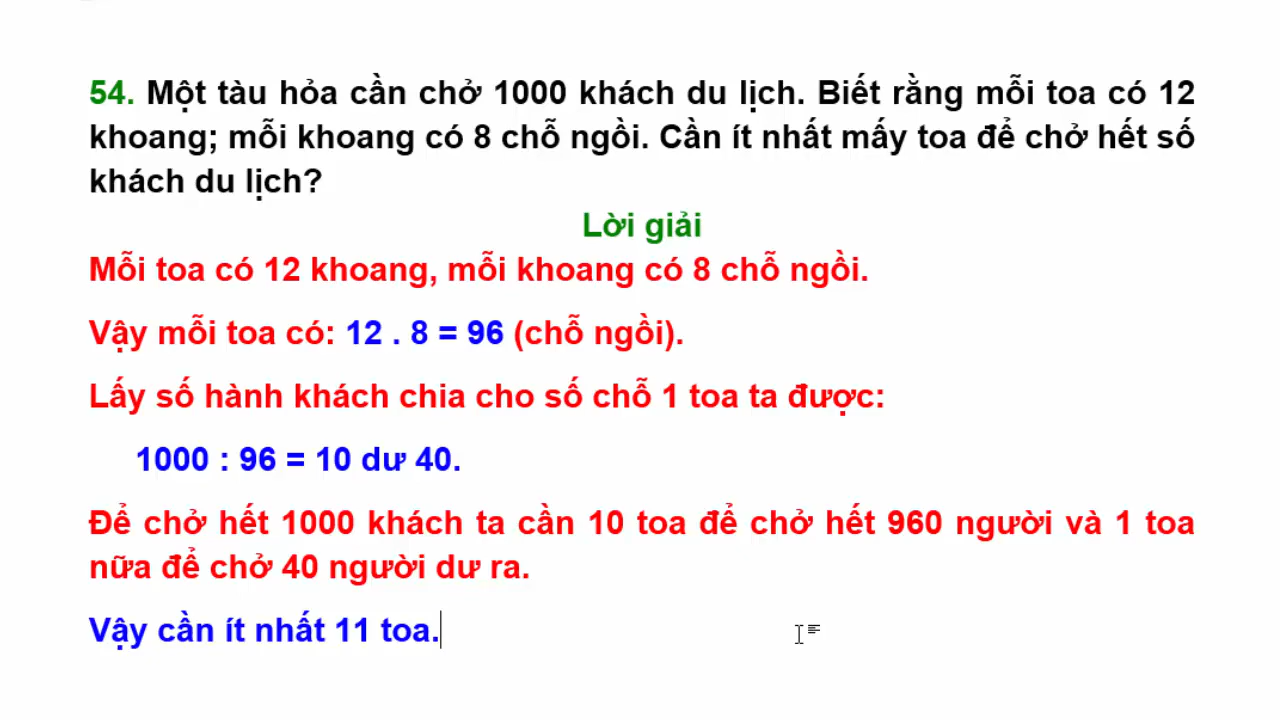 54. Một tàu hỏa cần chở 1000 khách du lịch. Biết rằng mỗi toa có 12
khoang; mỗi khoang có 8 chỗ ngồi. Cần ít nhất mấy toa để chở hết số
khách du lịch?
Lời giải
Mỗi toa có 12 khoang, mỗi khoang có 8 chỗ ngồi.
Vậy mỗi toa có: 12 . 8 = 96 (chỗ ngồi).
Lấy số hành khách chia cho số chỗ 1 toa ta được:
1000 : 96 = 10 dư 40.
Để chở hết 1000 khách ta cần 10 toa để chở hết 960 người và 1 toa
nữa để chở 40 người dư ra.
Vậy cần ít nhất 11 toa.